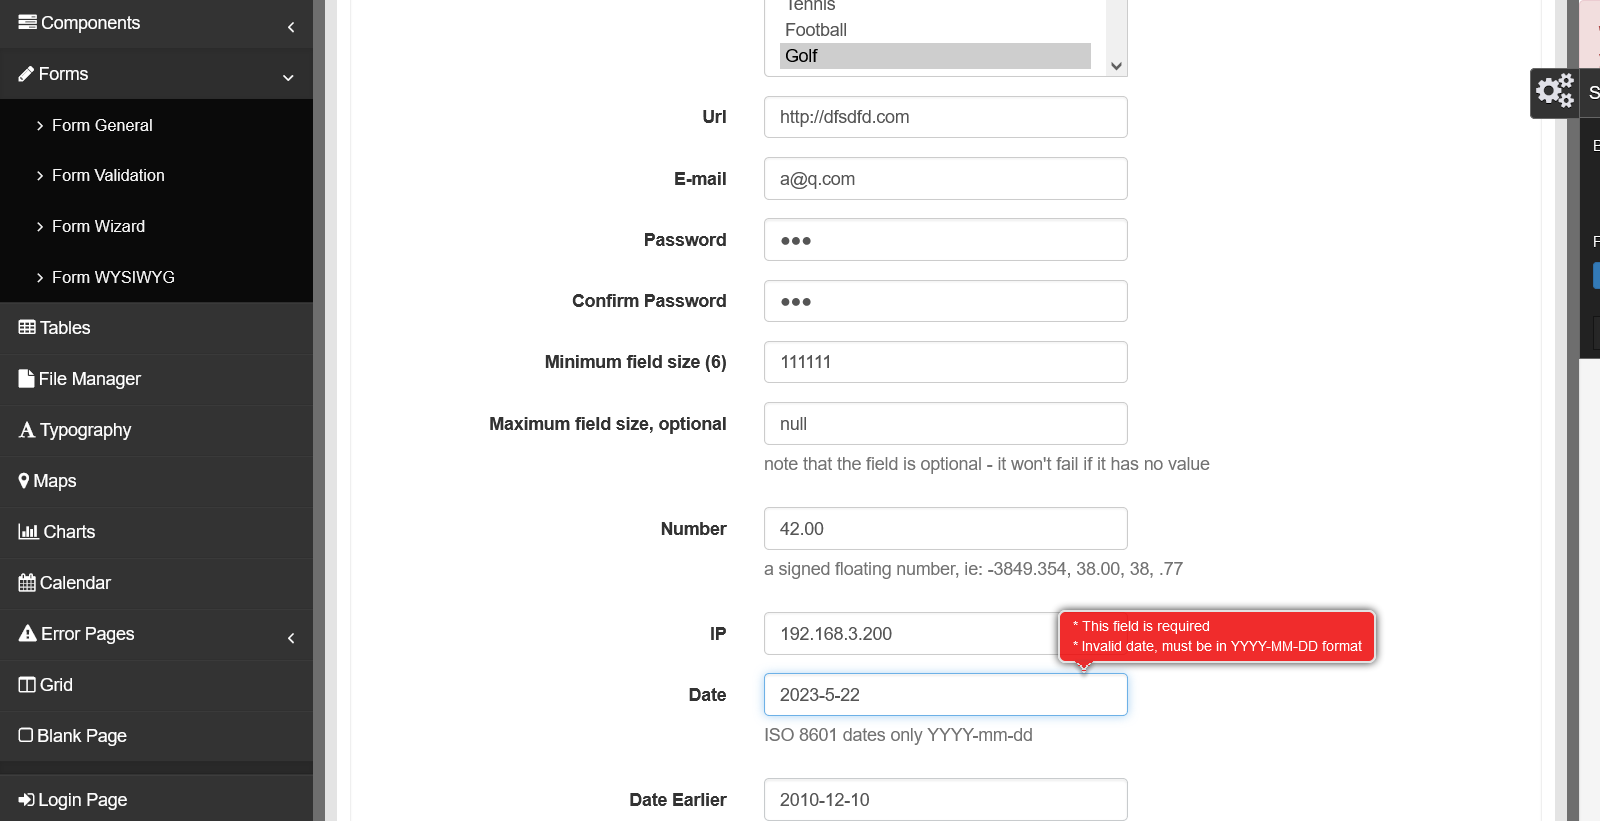 Components
Forms
Form General
Form Validation
Form Wizard
Form WYSIWYG
Tables
File Manager
Typography
Maps
Charts
Calendar
Error Pages
Grid
Blank Page
Login Page
Tennis
Football
Golf
Url
http://dfsdfd.com
E-mail
a@q.com
Password
●●●
Confirm Password
●●●
Minimum field size (6)
111111
Maximum field size, optional
null
note that the field is optional - it won't fail if it has no value
Number
42.00
a signed floating number, ie: -3849.354, 38.00, 38, .77
IP
192.168.3.200
* This field is required
* Invalid date, must be in YYYY-MM-DD format
Date
2023-5-22
ISO 8601 dates only YYYY-mm-dd
Date Earlier
2010-12-10